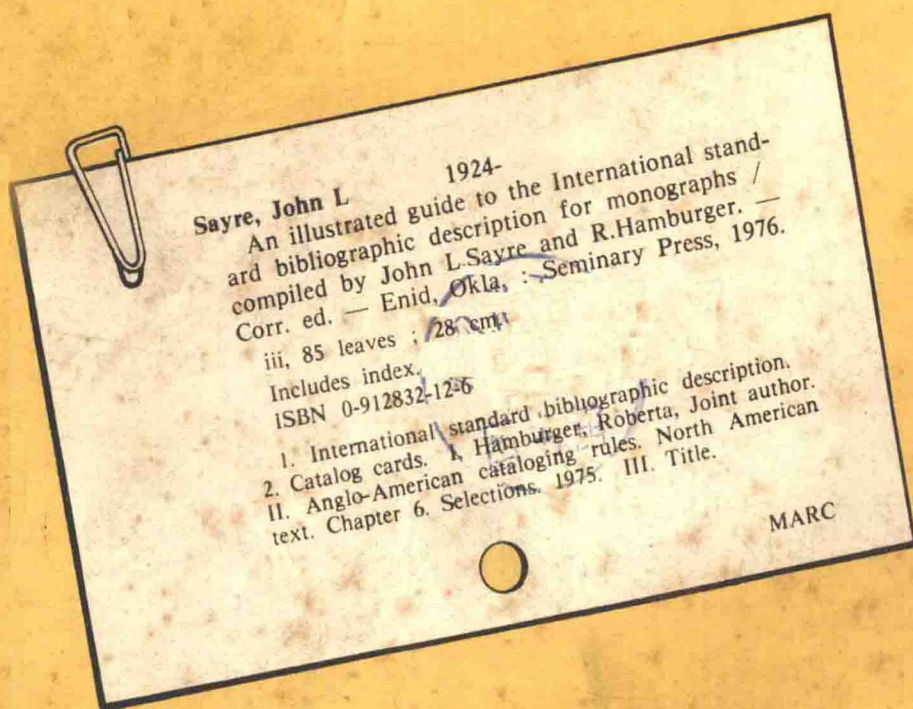 Sayre, John L 1924-
An illustrated guide to the International stand-
ard bibliographic description for monographs /
compiled by John L.Sayre and R.Hamburger. —
Corr. ed. — Enid, Okla, : Seminary Press, 1976.
iii, 85 leaves ; 28 cm.
Includes index.
ISBN 0-912832-12-6
1. International standard bibliographic description.
2. Catalog cards. I, Hamburger, Roberta, Joint author.
II. Anglo-American cataloging rules. North American
text. Chapter 6. Selections. 1975. III. Title.
MARC